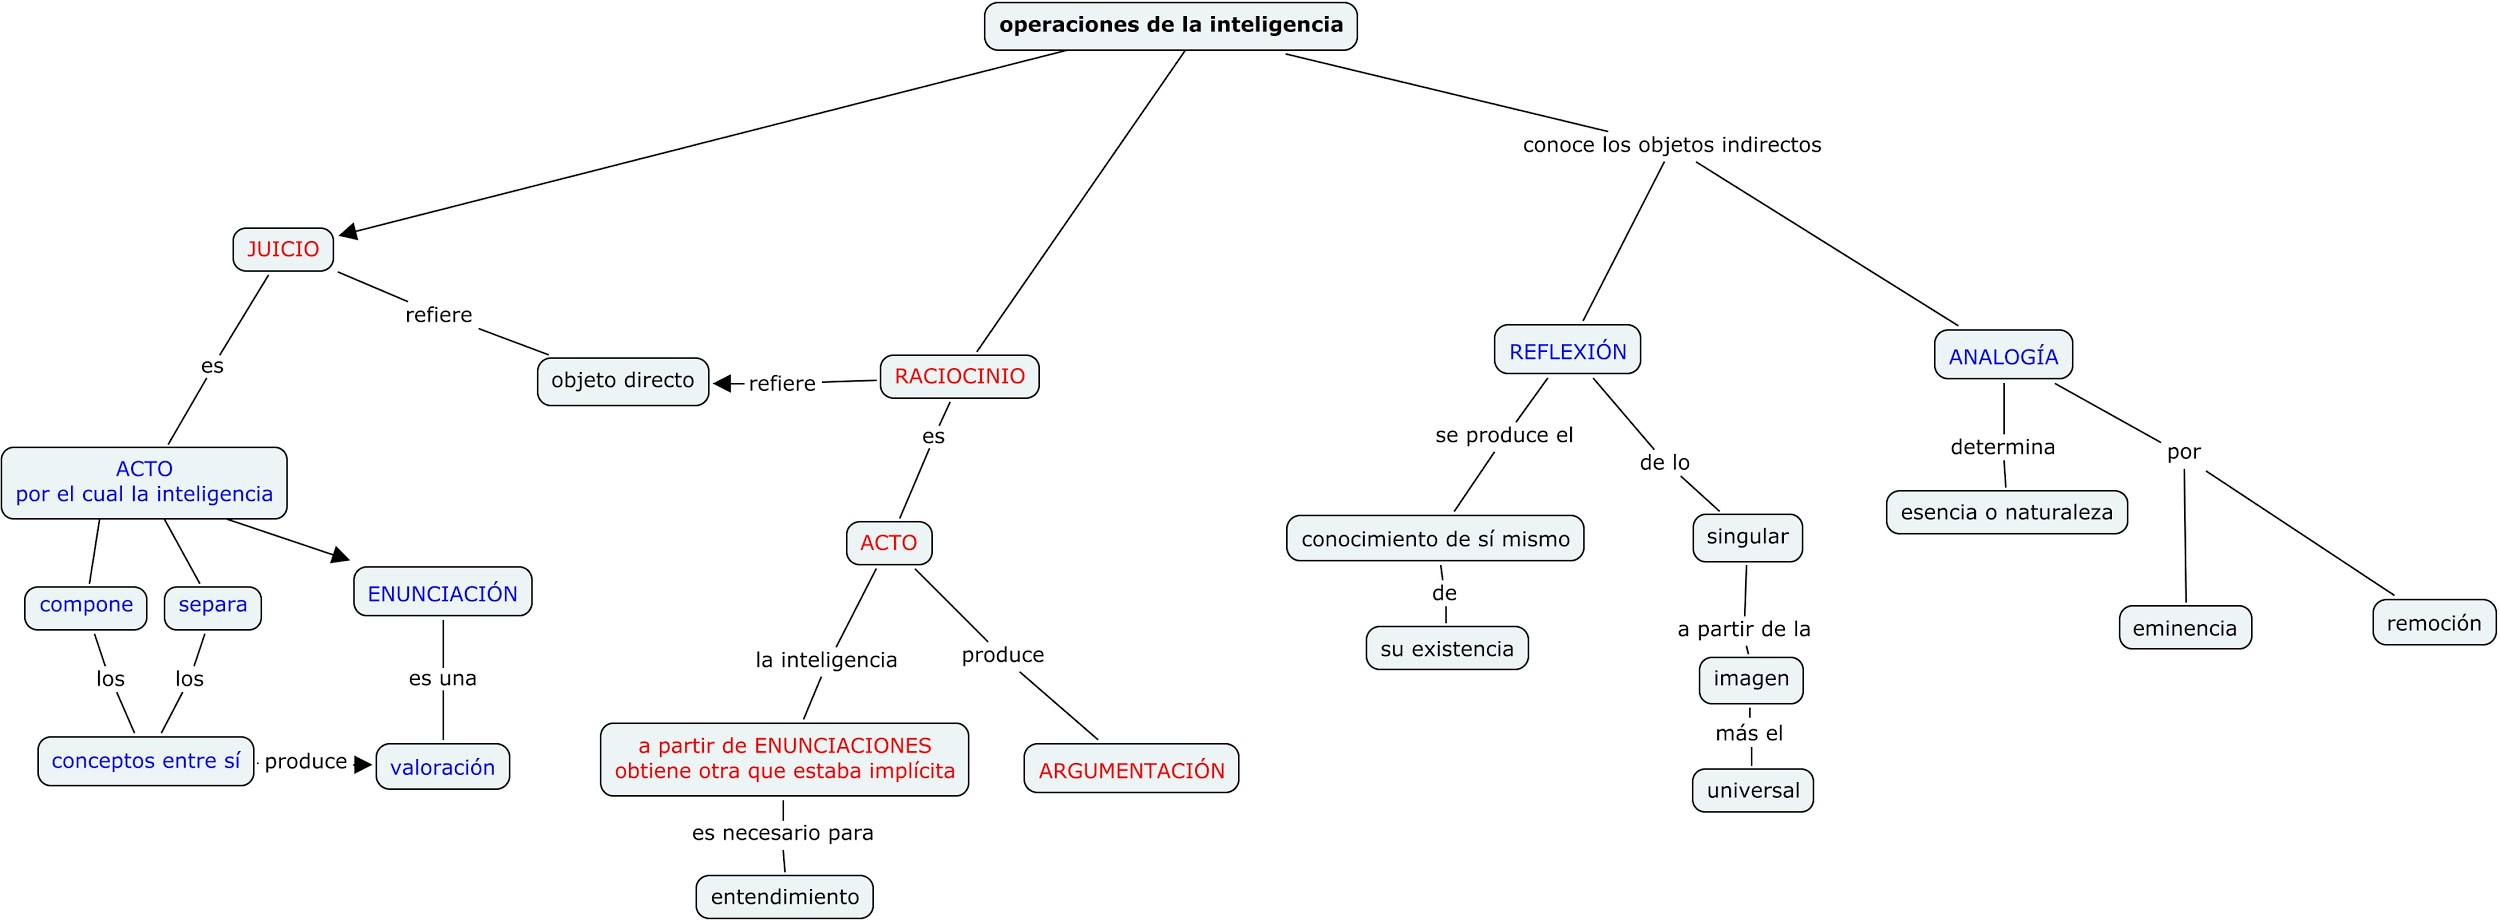 operaciones de la inteligencia
conoce los objetos indirectos
JUICIO
refiere
es
objeto directo
refiere
RACIOCINIO
REFLEXIÓN
ANALOGÍA
es
se produce el
de lo
determina
por
ACTO
por el cual la inteligencia
esencia o naturaleza
ACTO
conocimiento de sí mismo
singular
compone
separa
ENUNCIACIÓN
de
eminencia
remoción
los
los
es una
la inteligencia
produce
su existencia
a partir de la
imagen
conceptos entre sí
produce
valoración
a partir de ENUNCIACIONES
obtiene otra que estaba implícita
ARGUMENTACIÓN
más el
universal
es necesario para
entendimiento